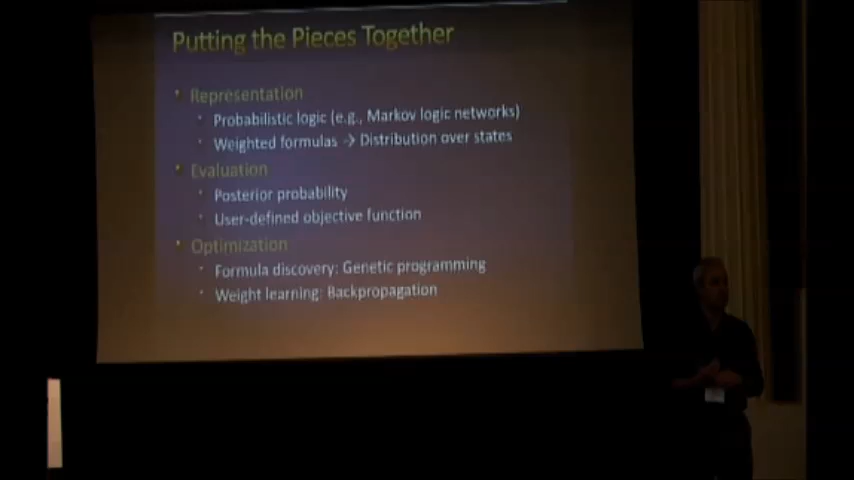 Putting the Pieces Together
• Representation
• Probabilistic logic (e.g., Markov logic networks)
• Weighted formulas → Distribution over states
• Evaluation
• Posterior probability
• User-defined objective function
• Optimization
• Formula discovery: Genetic programming
• Weight learning: Backpropagation